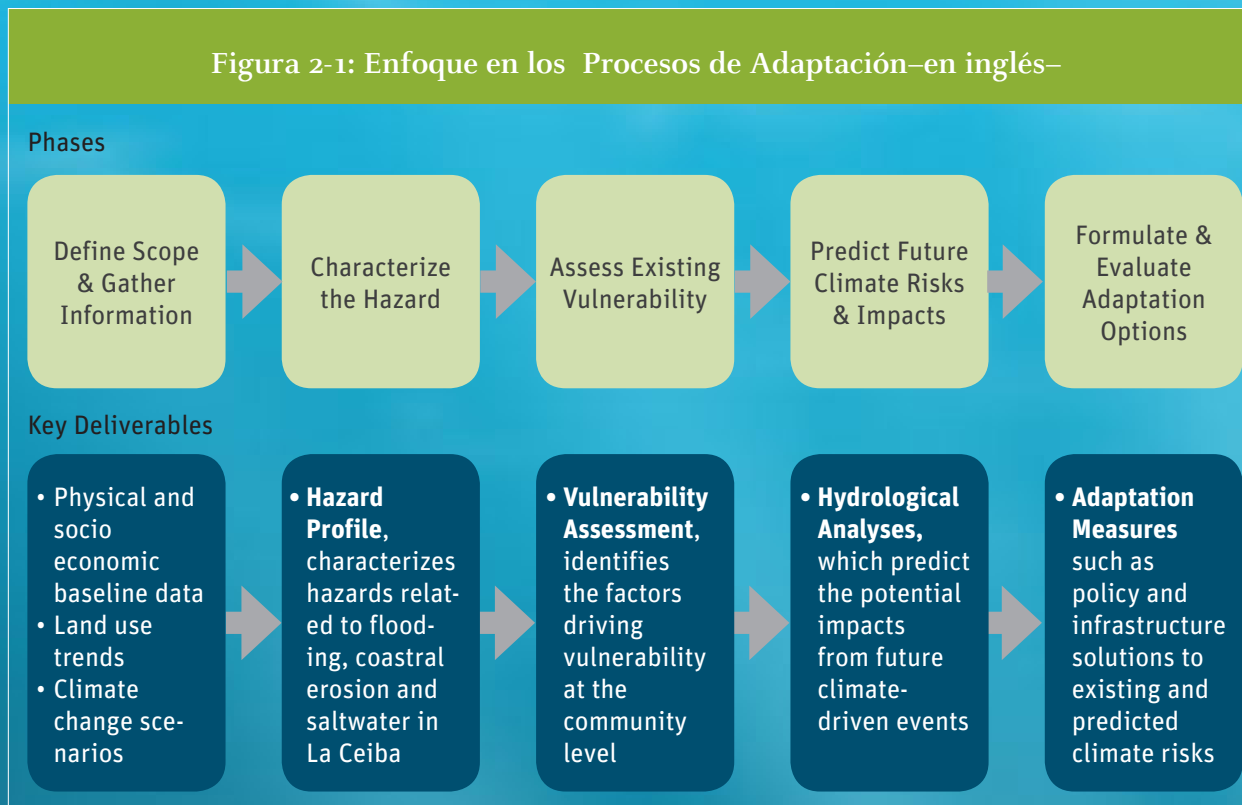 Figura 2-1: Enfoque en los Procesos de Adaptación–en inglés–
Phases
Define Scope
& Gather
Information
Characterize
the Hazard
Assess Existing
Vulnerability
Predict Future
Climate Risks
& Impacts
Formulate &
Evaluate
Adaptation
Options
Key Deliverables
• Physical and
socio
economic
baseline data
• Land use
trends
• Climate
change sce-
narios
• Hazard
Profile,
characterizes
hazards relat-
ed to flood-
ing, coastral
erosion and
saltwater in
La Ceiba
• Vulnerability
Assessment,
identifies
the factors
driving
vulnerability
at the
community
level
• Hydrological
Analyses,
which predict
the potential
impacts
from future
climate-
driven events
• Adaptation
Measures
such as
policy and
infrastructure
solutions to
existing and
predicted
climate risks